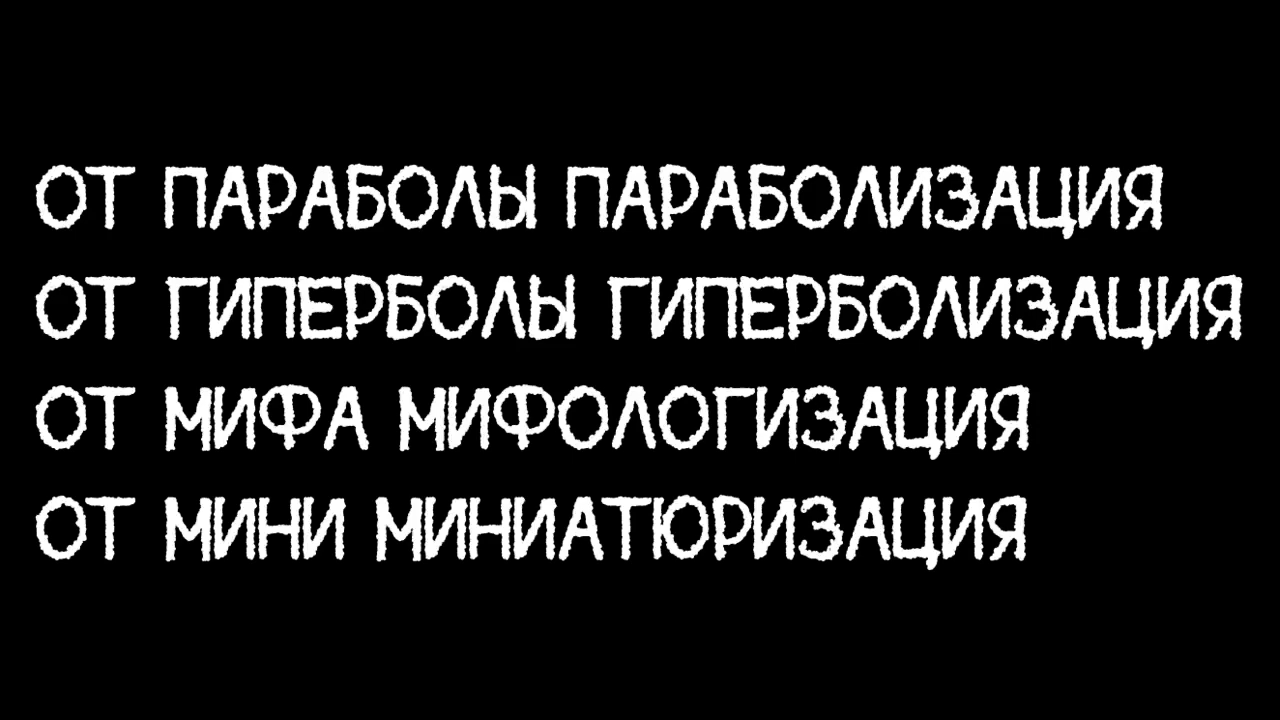 ОТ ПАРАБОЛЫ ПАРАБОЛИЗАЦИЯ
ОТ ГИПЕРБОЛЫ ГИПЕРБОЛИЗАЦИЯ
ОТ МИФА МИФОЛОГИЗАЦИЯ
ОТ МИНИ МИНИАТЮРИЗАЦИЯ